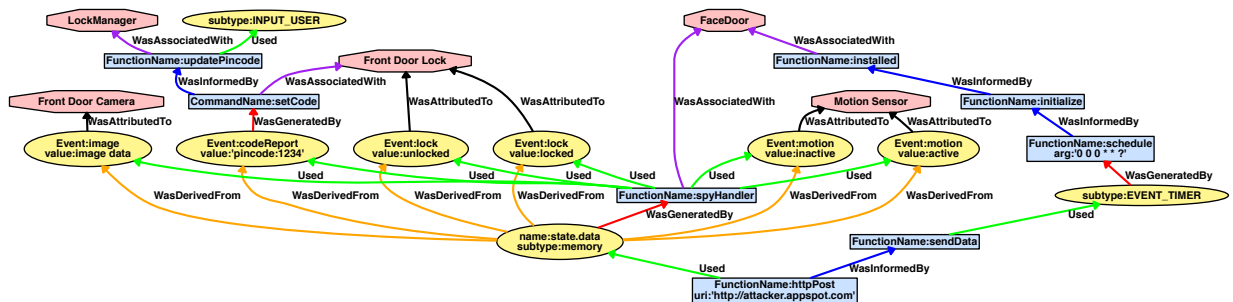 LockManager
subtype:INPUT_USER
FaceDoor
WasAssociatedWith
Used
WasAssociatedWith
FunctionName:updatePincode
Front Door Lock
FunctionName:installed
WasInformedBy
WasAssociatedWith
WasInformedBy
Front Door Camera
CommandName:setCode
WasAttributedTo
WasAssociatedWith
Motion Sensor
FunctionName:initialize
WasAttributedTo
WasGeneratedBy
WasAttributedTo
WasAttributedTo
WasAttributedTo
WasInformedBy
Event:image
value:image data
Event:codeReport
value:'pincode:1234'
Event:lock
value:unlocked
Event:lock
value:locked
Event:motion
value:inactive
Event:motion
value:active
FunctionName:schedule
arg:'0 0 0 * * ?'
Used
Used
Used
Used
Used
Used
WasGeneratedBy
WasDerivedFrom
WasDerivedFrom
WasDerivedFrom
WasDerivedFrom
FunctionName:spyHandler
WasDerivedFrom
WasDerivedFrom
subtype:EVENT_TIMER
WasGeneratedBy
Used
name:state.data
subtype:memory
FunctionName:sendData
Used
WasInformedBy
FunctionName:httpPost
uri:'http://attacker.appspot.com'